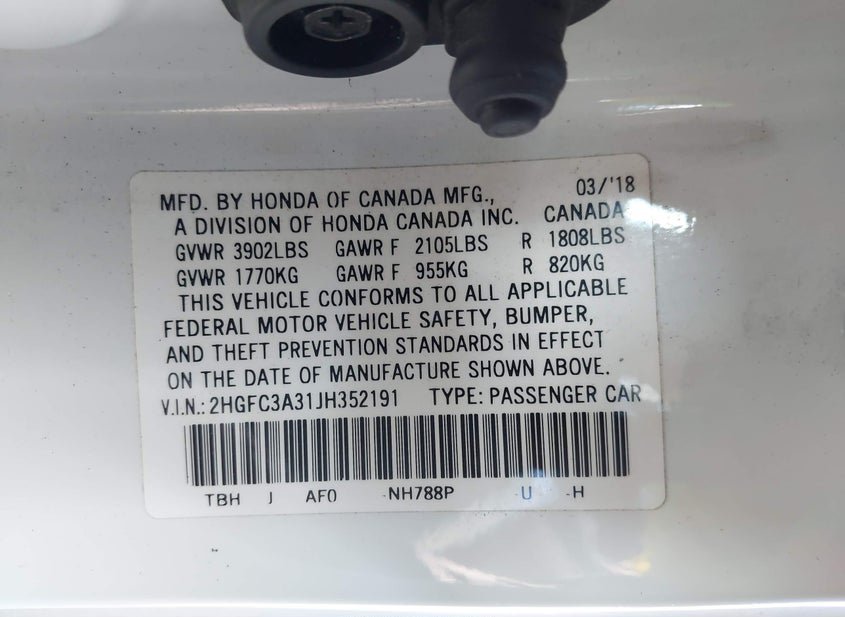 MFD. BY HONDA OF CANADA MFG., 03/'18
A DIVISION OF HONDA CANADA INC. CANADA
GVWR 3902LBS GAWR F 2105LBS R 1808LBS
GVWR 1770KG GAWR F 955KG R 820KG
THIS VEHICLE CONFORMS TO ALL APPLICABLE
FEDERAL MOTOR VEHICLE SAFETY, BUMPER,
AND THEFT PREVENTION STANDARDS IN EFFECT
ON THE DATE OF MANUFACTURE SHOWN ABOVE.
V.I.N.: 2HGFC3A31JH352191 TYPE: PASSENGER CAR
TBH J AF0 -NH788P -U -H